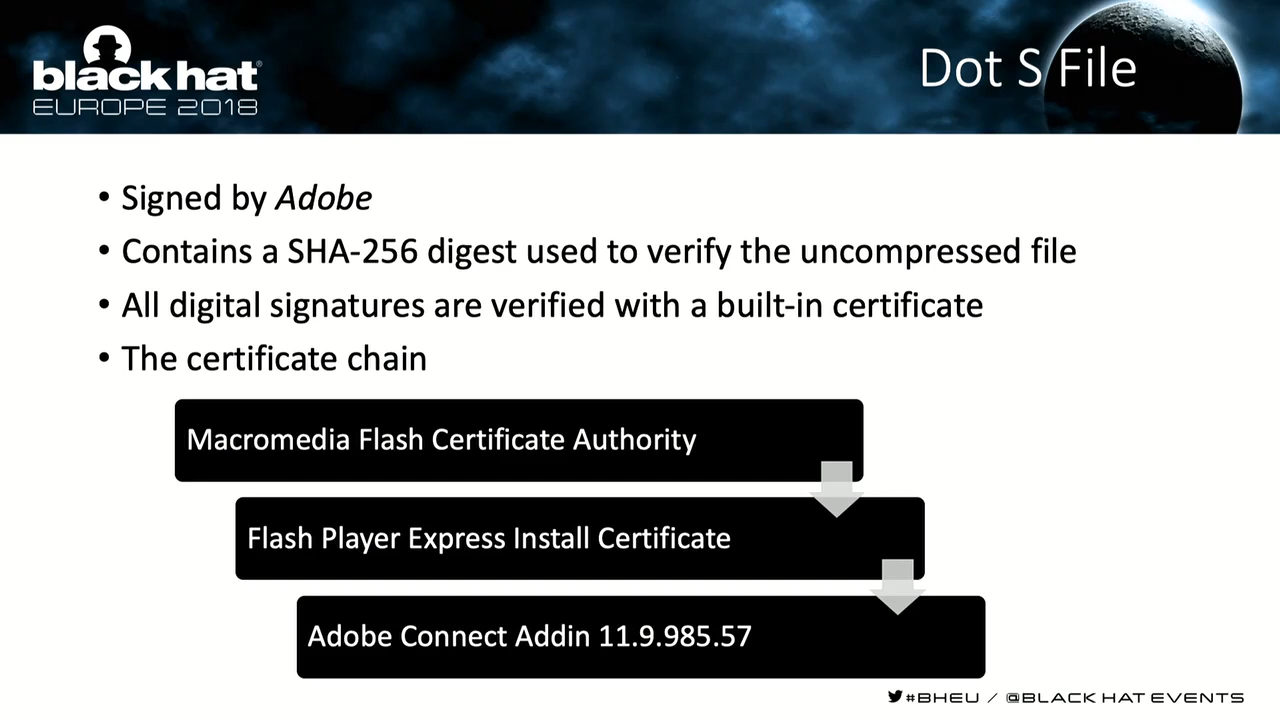 black hat®
EUROPE 2018
Dot S File
• Signed by Adobe
• Contains a SHA-256 digest used to verify the uncompressed file
• All digital signatures are verified with a built-in certificate
• The certificate chain
Macromedia Flash Certificate Authority
Flash Player Express Install Certificate
Adobe Connect Addin 11.9.985.57
#BHEU / @BLACK HAT EVENTS